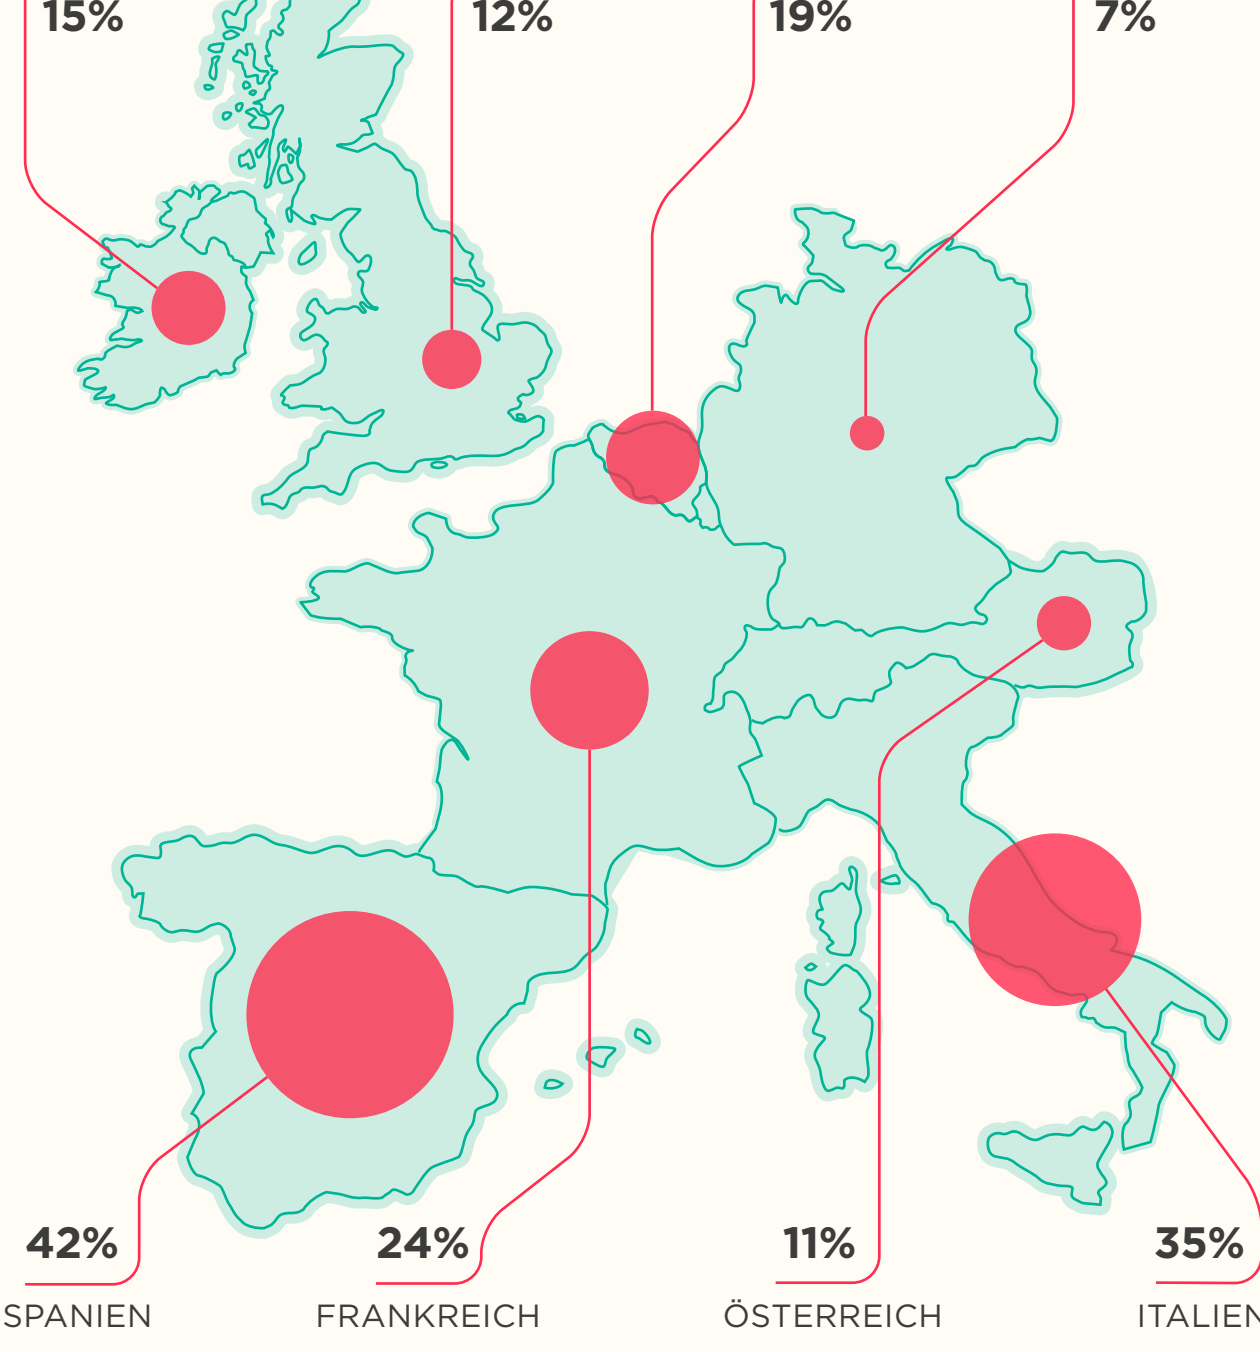 15%
12%
19%
7%
42%
24%
11%
35%
SPANIEN
FRANKREICH
ÖSTERREICH
ITALIEN